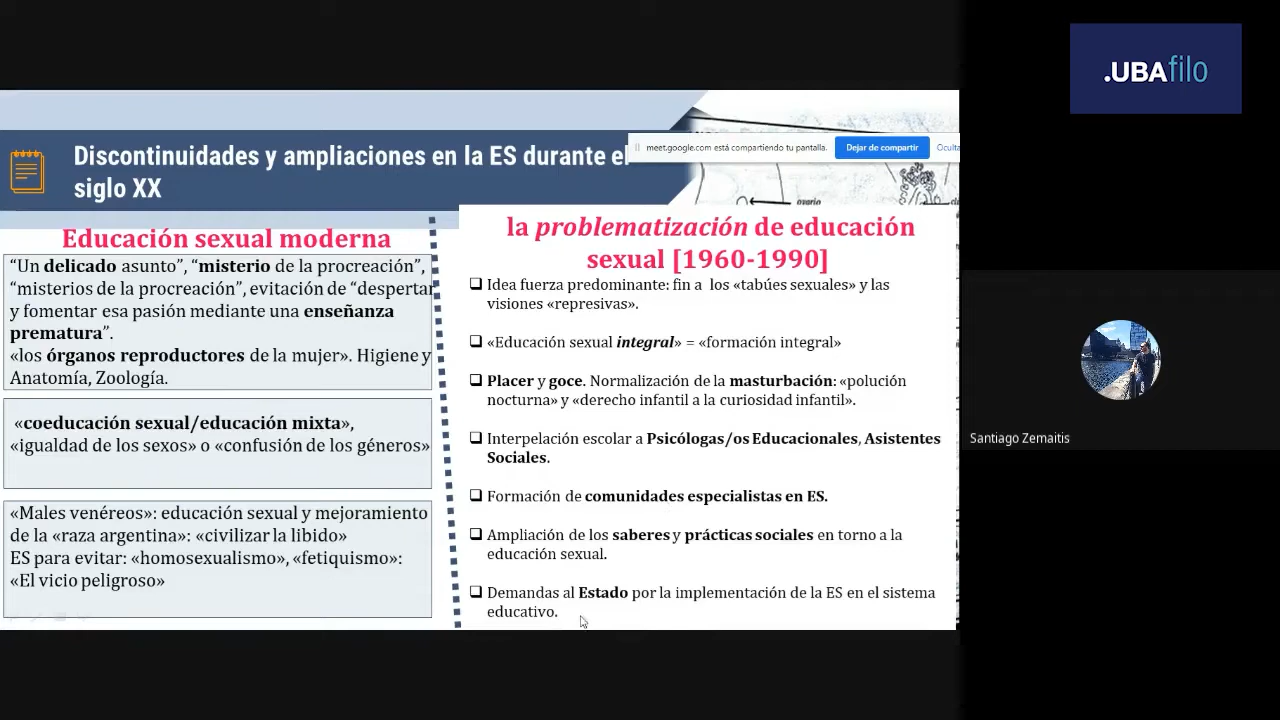 .UBAfilo
Discontinuidades y ampliaciones en la ES durante el
siglo XX
meet.google.com está compartiendo tu pantalla.
Dejar de compartir
Oculta
ovario
Educación sexual moderna
“Un delicado asunto”, “misterio de la procreación”,
“misterios de la procreación”, evitación de “despertar
y fomentar esa pasión mediante una enseñanza
prematura”.
«los órganos reproductores de la mujer». Higiene y
Anatomía, Zoología.
«coeducación sexual/educación mixta»,
«igualdad de los sexos» o «confusión de los géneros»
«Males venéreos»: educación sexual y mejoramiento
de la «raza argentina»: «civilizar la libido»
ES para evitar: «homosexualismo», «fetiquismo»:
«El vicio peligroso»
la problematización de educación
sexual [1960-1990]
Idea fuerza predominante: fin a los «tabúes sexuales» y las
visiones «represivas».
«Educación sexual integral» = «formación integral»
Placer y goce. Normalización de la masturbación: «polución
nocturna» y «derecho infantil a la curiosidad infantil».
Interpelación escolar a Psicólogas/os Educacionales, Asistentes
Sociales.
Formación de comunidades especialistas en ES.
Ampliación de los saberes y prácticas sociales en torno a la
educación sexual.
Demandas al Estado por la implementación de la ES en el sistema
educativo.
Santiago Zemaitis